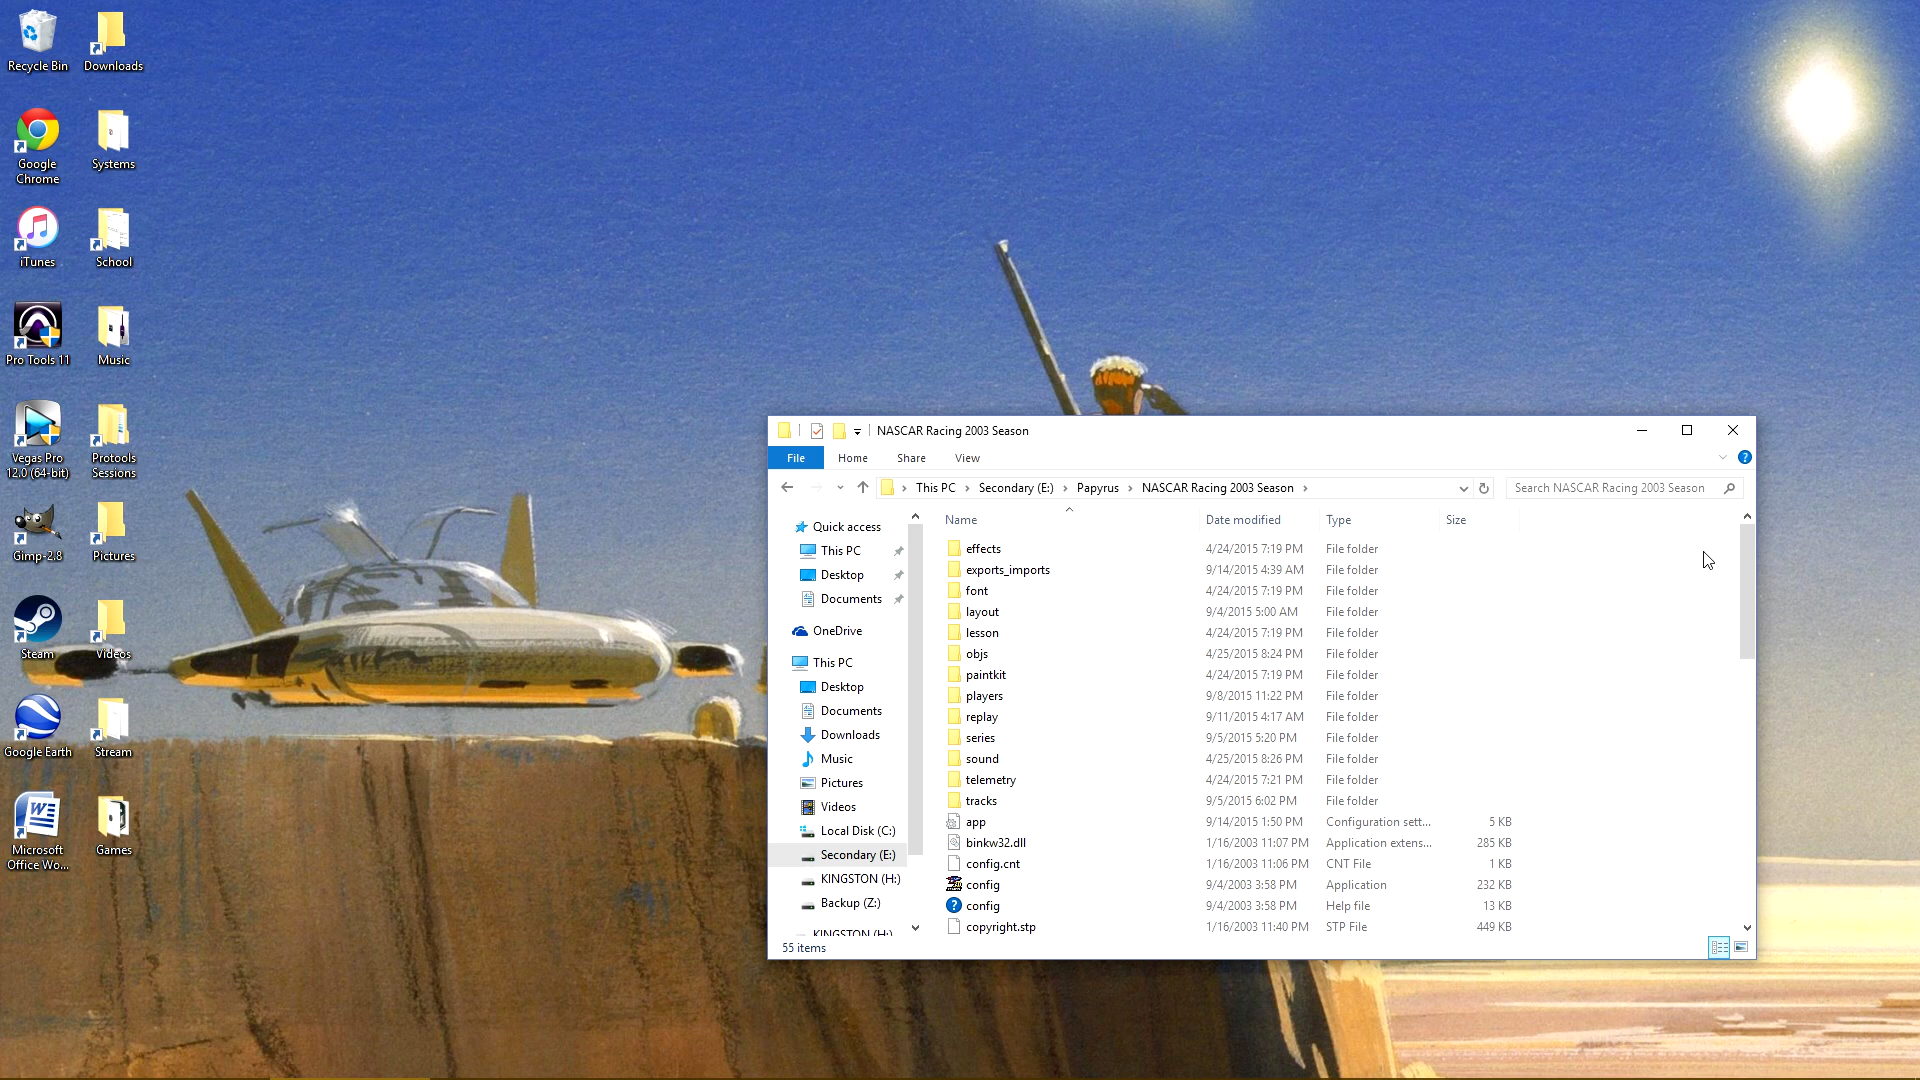 Recycle Bin
Downloads
Google
Chrome
Systems
iTunes
School
Pro Tools 11
Music
Vegas Pro
12.0 (64-bit)
Protools
Sessions
Gimp-2.8
Pictures
Steam
Videos
Google Earth
Stream
Microsoft
Office Wo...
Games
NASCAR Racing 2003 Season
File Home Share View
This PC Secondary (E:) Papyrus NASCAR Racing 2003 Season
Search NASCAR Racing 2003 Season
Quick access
This PC
Desktop
Documents
OneDrive
This PC
Desktop
Documents
Downloads
Music
Pictures
Videos
Local Disk (C:)
Secondary (E:)
KINGSTON (H:)
Backup (Z:)
KINGSTON (H:)
Name Date modified Type Size
effects 4/24/2015 7:19 PM File folder
exports_imports 9/14/2015 4:39 AM File folder
font 4/24/2015 7:19 PM File folder
layout 9/4/2015 5:00 AM File folder
lesson 4/24/2015 7:19 PM File folder
objs 4/25/2015 8:24 PM File folder
paintkit 4/24/2015 7:19 PM File folder
players 9/8/2015 11:22 PM File folder
replay 9/11/2015 4:17 AM File folder
series 9/5/2015 5:20 PM File folder
sound 4/25/2015 8:26 PM File folder
telemetry 4/24/2015 7:21 PM File folder
tracks 9/5/2015 6:02 PM File folder
app 9/14/2015 1:50 PM Configuration sett... 5 KB
binkw32.dll 1/16/2003 11:07 PM Application extens... 285 KB
config.cnt 1/16/2003 11:06 PM CNT File 1 KB
config 9/4/2003 3:58 PM Application 232 KB
config 9/4/2003 3:58 PM Help file 13 KB
copyright.stp 1/16/2003 11:40 PM STP File 449 KB
55 items